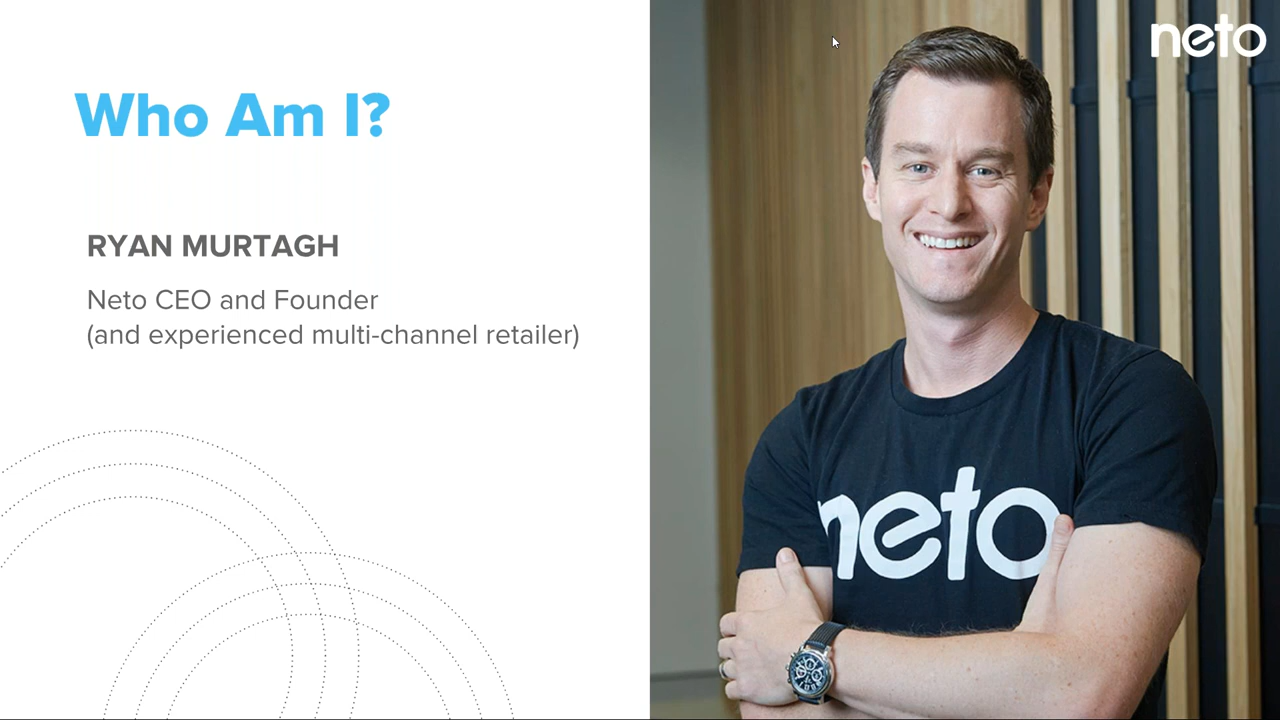 neto
Who Am I?
RYAN MURTAGH
Neto CEO and Founder
(and experienced multi-channel retailer)
neto